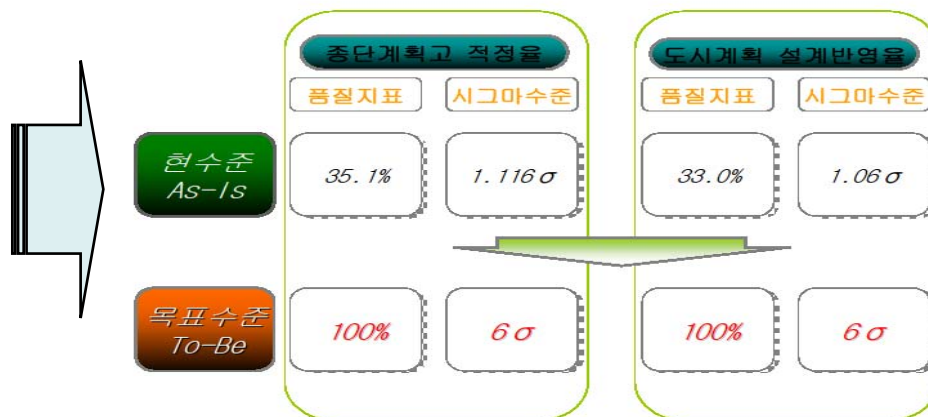 종단계획고 적정율
도시계획 설계반영율
품질지표
시그마수준
품질지표
시그마수준
현수준
As-Is
35.1%
1.116σ
33.0%
1.06σ
목표수준
To-Be
100%
6σ
100%
6σ